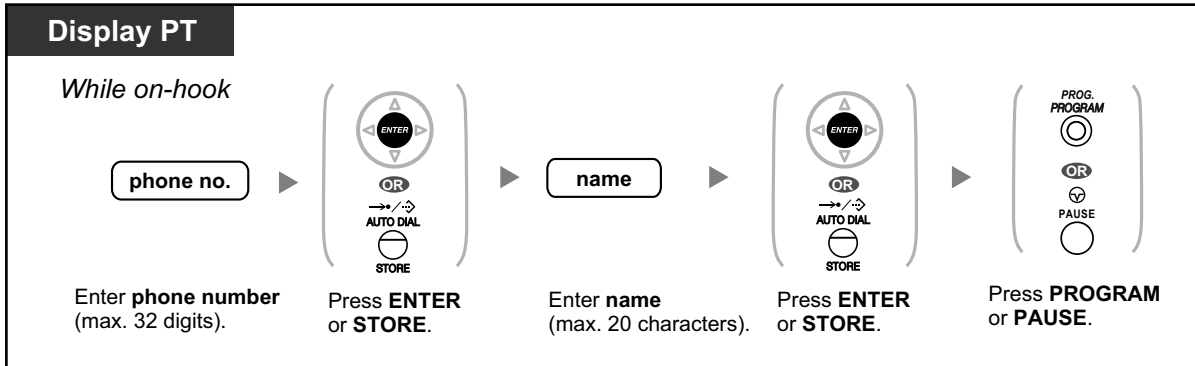 Display PT
While on-hook
phone no.
ENTER
OR
AUTO DIAL
STORE
name
ENTER
OR
AUTO DIAL
STORE
PROG.
PROGRAM
OR
PAUSE
Enter phone number
(max. 32 digits).
Press ENTER
or STORE.
Enter name
(max. 20 characters).
Press ENTER
or STORE.
Press PROGRAM
or PAUSE.